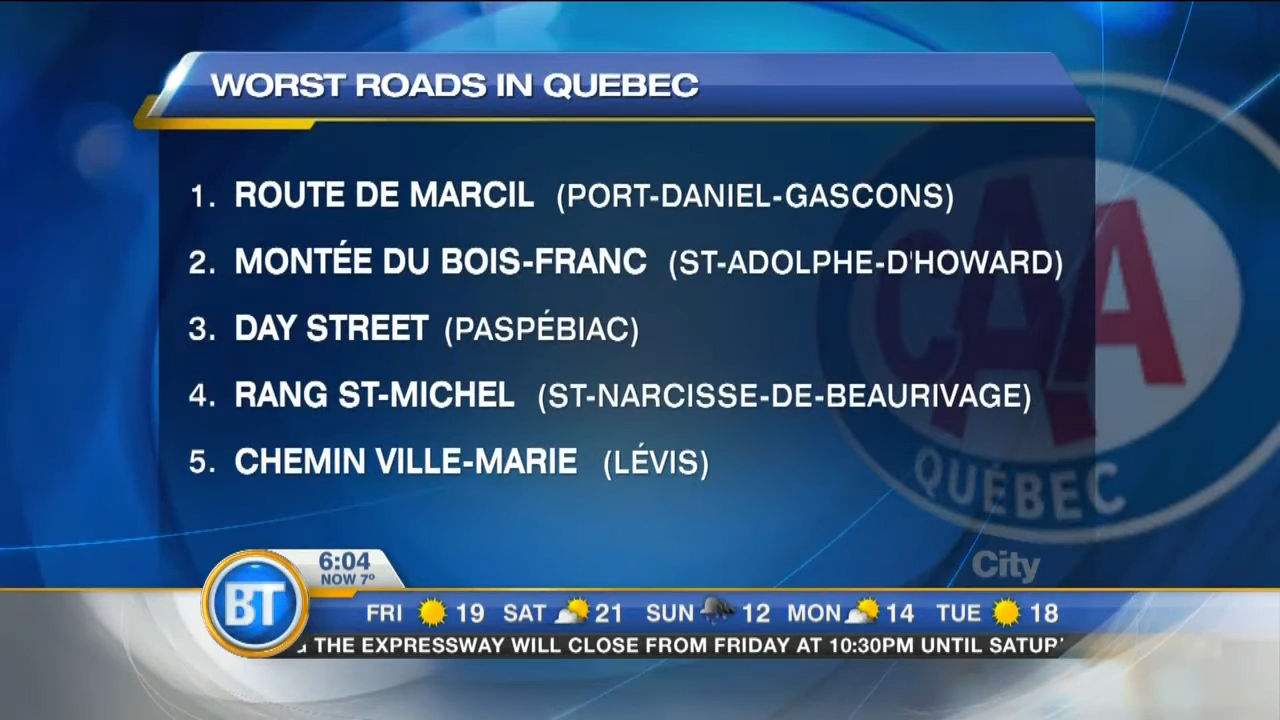 WORST ROADS IN QUEBEC
1. ROUTE DE MARCIL (PORT-DANIEL-GASCONS)
2. MONTÉE DU BOIS-FRANC (ST-ADOLPHE-D'HOWARD)
3. DAY STREET (PASPÉBIAC)
4. RANG ST-MICHEL (ST-NARCISSE-DE-BEAURIVAGE)
5. CHEMIN VILLE-MARIE (LÉVIS)
CAA
QUÉBEC
City
6:04
NOW 7º
BT
FRI 19 SAT 21 SUN 12 MON 14 TUE 18
THE EXPRESSWAY WILL CLOSE FROM FRIDAY AT 10:30PM UNTIL